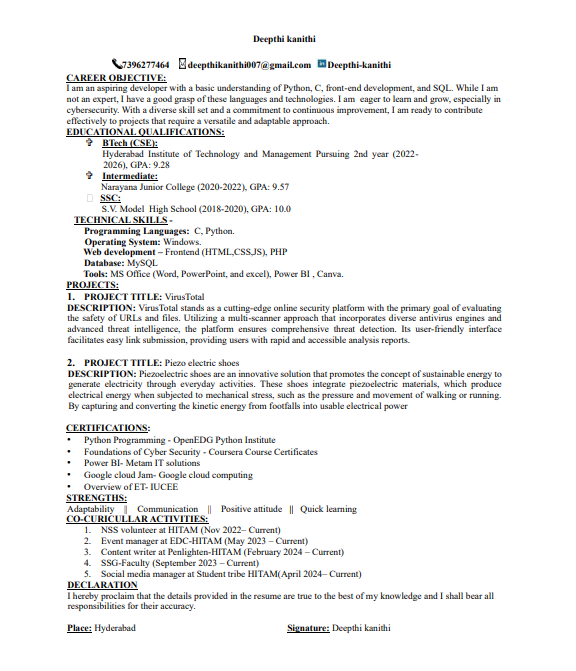 Deepthi kanithi
7396277464 deepthikanithi007@gmail.com Deepthi-kanithi
CAREER OBJECTIVE:
I am an aspiring developer with a basic understanding of Python, C, front-end development, and SQL. While I am
not an expert, I have a good grasp of these languages and technologies. I am eager to learn and grow, especially in
cybersecurity. With a diverse skill set and a commitment to continuous improvement, I am ready to contribute
effectively to projects that require a versatile and adaptable approach.
EDUCATIONAL QUALIFICATIONS:
BTech (CSE):
Hyderabad Institute of Technology and Management Pursuing 2nd year (2022-
2026), GPA: 9.28
Intermediate:
Narayana Junior College (2020-2022), GPA: 9.57
SSC:
S.V. Model High School (2018-2020), GPA: 10.0
TECHNICAL SKILLS -
Programming Languages: C, Python.
Operating System: Windows.
Web development – Frontend (HTML,CSS,JS), PHP
Database: MySQL
Tools: MS Office (Word, PowerPoint, and excel), Power BI , Canva.
PROJECTS:
1. PROJECT TITLE: VirusTotal
DESCRIPTION: VirusTotal stands as a cutting-edge online security platform with the primary goal of evaluating
the safety of URLs and files. Utilizing a multi-scanner approach that incorporates diverse antivirus engines and
advanced threat intelligence, the platform ensures comprehensive threat detection. Its user-friendly interface
facilitates easy link submission, providing users with rapid and accessible analysis reports.
2. PROJECT TITLE: Piezo electric shoes
DESCRIPTION: Piezoelectric shoes are an innovative solution that promotes the concept of sustainable energy to
generate electricity through everyday activities. These shoes integrate piezoelectric materials, which produce
electrical energy when subjected to mechanical stress, such as the pressure and movement of walking or running.
By capturing and converting the kinetic energy from footfalls into usable electrical power
CERTIFICATIONS:
• Python Programming - OpenEDG Python Institute
• Foundations of Cyber Security - Coursera Course Certificates
• Power BI- Metam IT solutions
• Google cloud Jam- Google cloud computing
• Overview of ET- IUCEE
STRENGTHS:
Adaptability || Communication || Positive attitude || Quick learning
CO-CURICULLAR ACTIVITIES:
1. NSS volunteer at HITAM (Nov 2022– Current)
2. Event manager at EDC-HITAM (May 2023 – Current)
3. Content writer at Penlighten-HITAM (February 2024 – Current)
4. SSG-Faculty (September 2023 – Current)
5. Social media manager at Student tribe HITAM(April 2024– Current)
DECLARATION
I hereby proclaim that the details provided in the resume are true to the best of my knowledge and I shall bear all
responsibilities for their accuracy.
Place: Hyderabad Signature: Deepthi kanithi